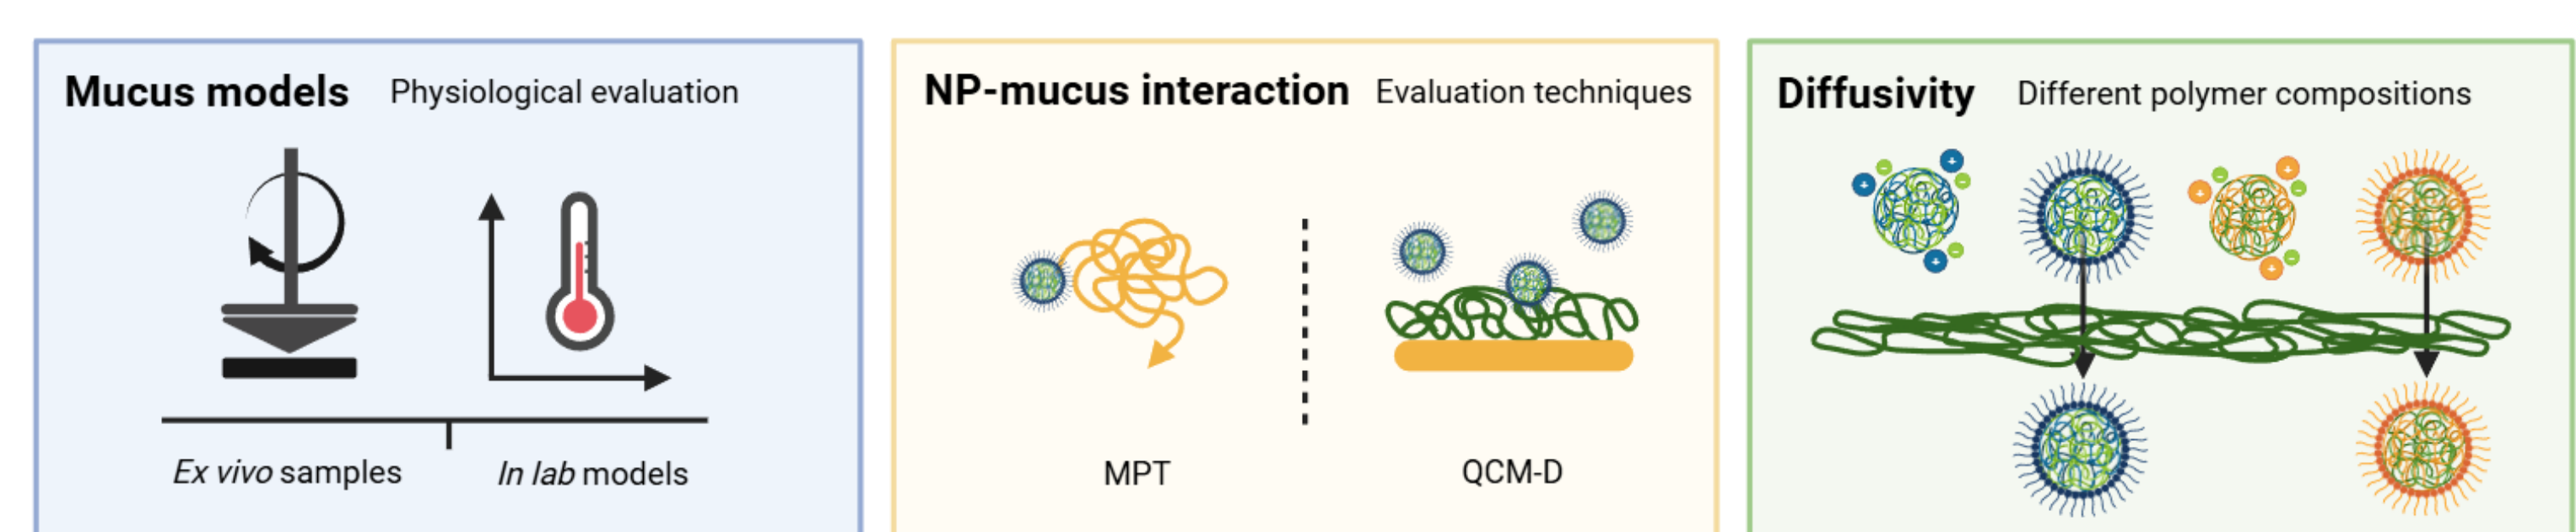 Mucus models Physiological evaluation
Ex vivo samples
In lab models
NP-mucus interaction Evaluation techniques
MPT
QCM-D
Diffusivity Different polymer compositions
+ - + - + -
+ - + - + -